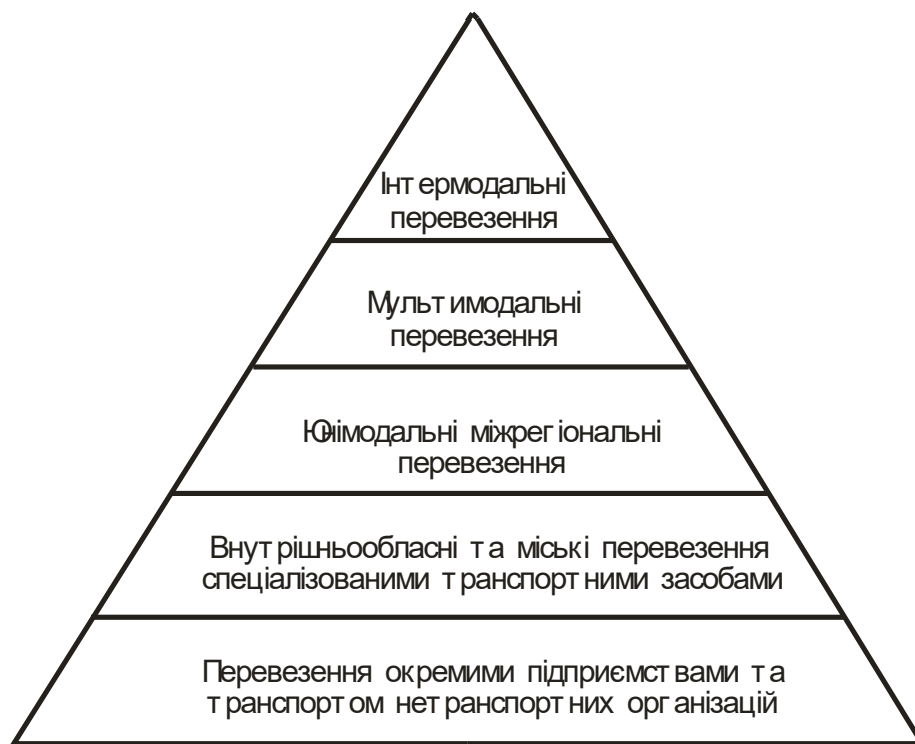 Інтермодальні
перевезення
Мультимодальні
перевезення
Юнімодальні міжрегіональні
перевезення
Внутрішньообласні та міські перевезення
спеціалізованими транспортними засобами
Перевезення окремими підприємствами та
транспортом нетранспортних організацій